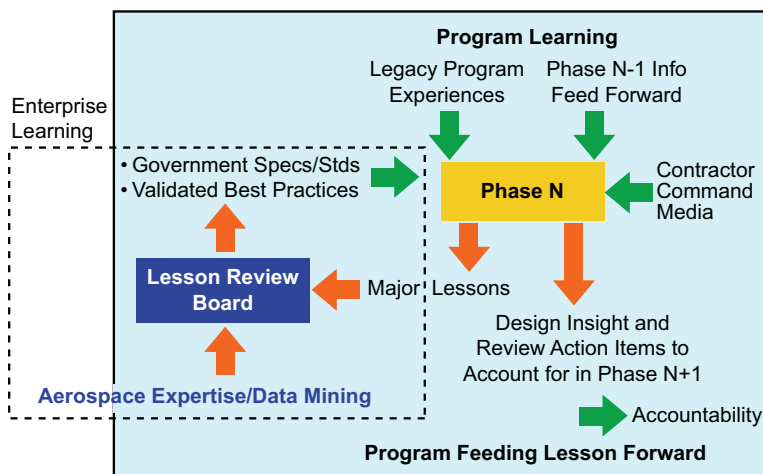 Program Learning
Legacy Program
Experiences
Phase N-1 Info
Feed Forward
Enterprise
Learning
• Government Specs/Stds
• Validated Best Practices
Phase N
Contractor
Command
Media
Lesson Review
Board
Major Lessons
Design Insight and
Review Action Items to
Account for in Phase N+1
Aerospace Expertise/Data Mining
Accountability
Program Feeding Lesson Forward